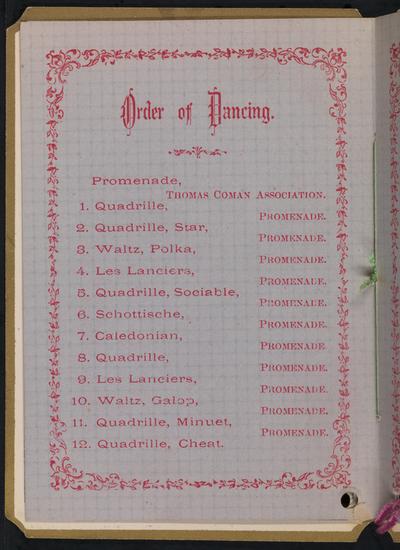 Order of Dancing.
Promenade,
THOMAS COMAN ASSOCIATION.
1. Quadrille,
PROMENADE.
2. Quadrille, Star,
PROMENADE.
3. Waltz, Polka,
PROMENADE.
4. Les Lanciers,
PROMENADE.
5. Quadrille, Sociable,
PROMENADE.
6. Schottische,
PROMENADE.
7. Caledonian,
PROMENADE.
8. Quadrille,
PROMENADE.
9. Les Lanciers,
PROMENADE.
10. Waltz, Galop,
PROMENADE.
11. Quadrille, Minuet,
PROMENADE.
12. Quadrille, Cheat.